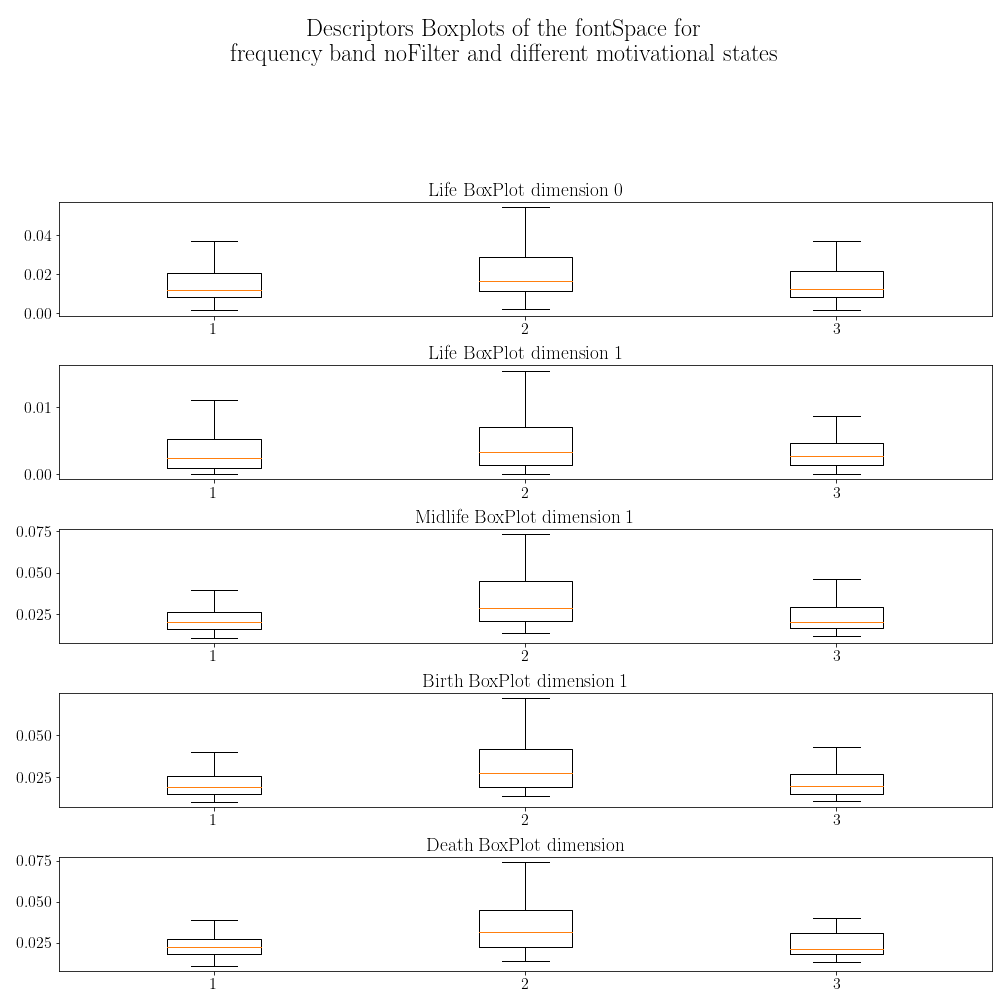 Descriptors Boxplots of the fontSpace for
frequency band noFilter and different motivational states
Life BoxPlot dimension 0
0.04
0.02
0.00
1 2 3
Life BoxPlot dimension 1
0.01
0.00
1 2 3
Midlife BoxPlot dimension 1
0.075
0.050
0.025
1 2 3
Birth BoxPlot dimension 1
0.050
0.025
1 2 3
Death BoxPlot dimension
0.075
0.050
0.025
1 2 3